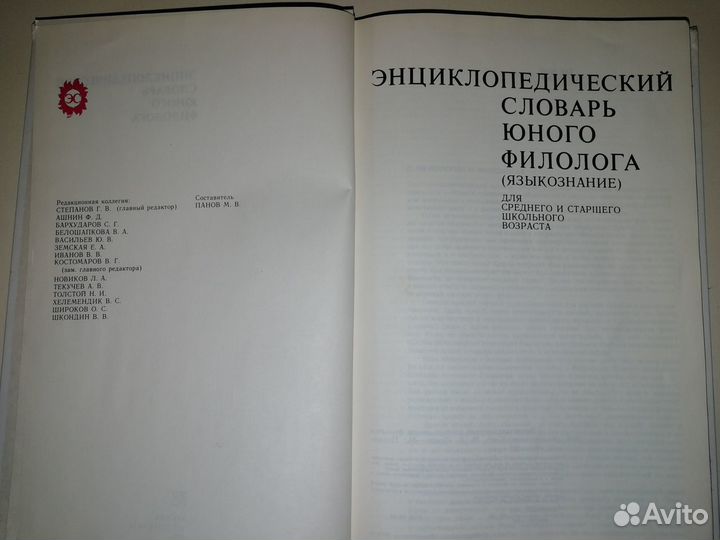 ЭС
Редакционная коллегия:
СТЕПАНОВ Г. В. (главный редактор)
АШНИН Ф. Д.
БАРХУДАРОВ С. Г.
БЕЛОШАПКОВА В. А.
ВАСИЛЬЕВ Ю. В.
ЗЕМСКАЯ Е. А.
ИВАНОВ В. В.
КОСТОМАРОВ В. Г.
(зам. главного редактора)
НОВИКОВ Л. А.
ТЕКУЧЕВ А. В.
ТОЛСТОЙ Н. И.
ХЕЛЕМЕНДИК В. С.
ШИРОКОВ О. С.
ШКОНДИН В. В.
Составитель
ПАНОВ М. В.
ЭНЦИКЛОПЕДИЧЕСКИЙ
СЛОВАРЬ
ЮНОГО
ФИЛОЛОГА
(ЯЗЫКОЗНАНИЕ)
ДЛЯ
СРЕДНЕГО И СТАРШЕГО
ШКОЛЬНОГО
ВОЗРАСТА
Avito